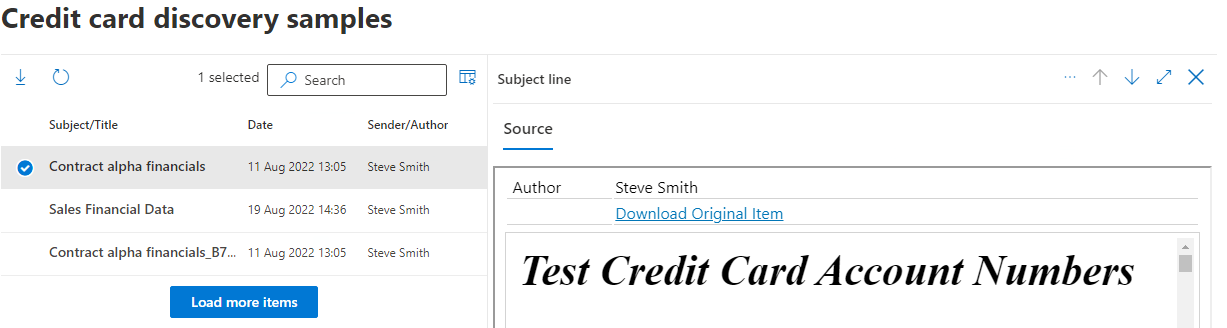 Credit card discovery samples
1 selected
Search
Subject/Title Date Sender/Author
Contract alpha financials 11 Aug 2022 13:05 Steve Smith
Sales Financial Data 19 Aug 2022 14:36 Steve Smith
Contract alpha financials_B7... 11 Aug 2022 13:05 Steve Smith
Load more items
Subject line
Source
Author Steve Smith
Download Original Item
Test Credit Card Account Numbers